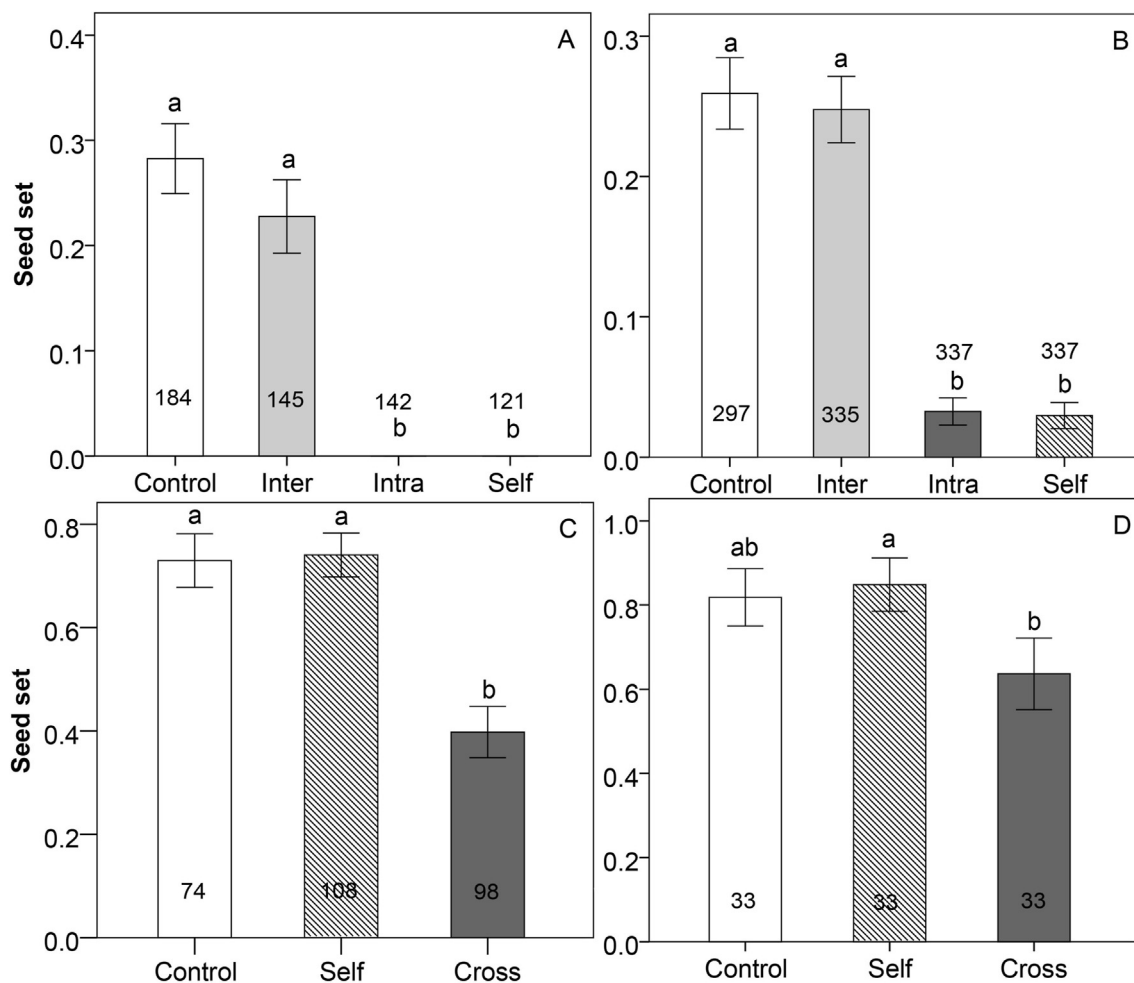 A
Seed set
0.4
0.3
0.2
0.1
0.0
a
a
b
b
184
145
142
121
Control Inter Intra Self
B
0.3
0.2
0.1
0.0
a
a
b
b
297
335
337
337
Control Inter Intra Self
C
Seed set
0.8
0.6
0.4
0.2
0.0
a
a
b
74
108
98
Control Self Cross
D
1.0
0.8
0.6
0.4
0.2
0.0
ab
a
b
33
33
33
Control Self Cross